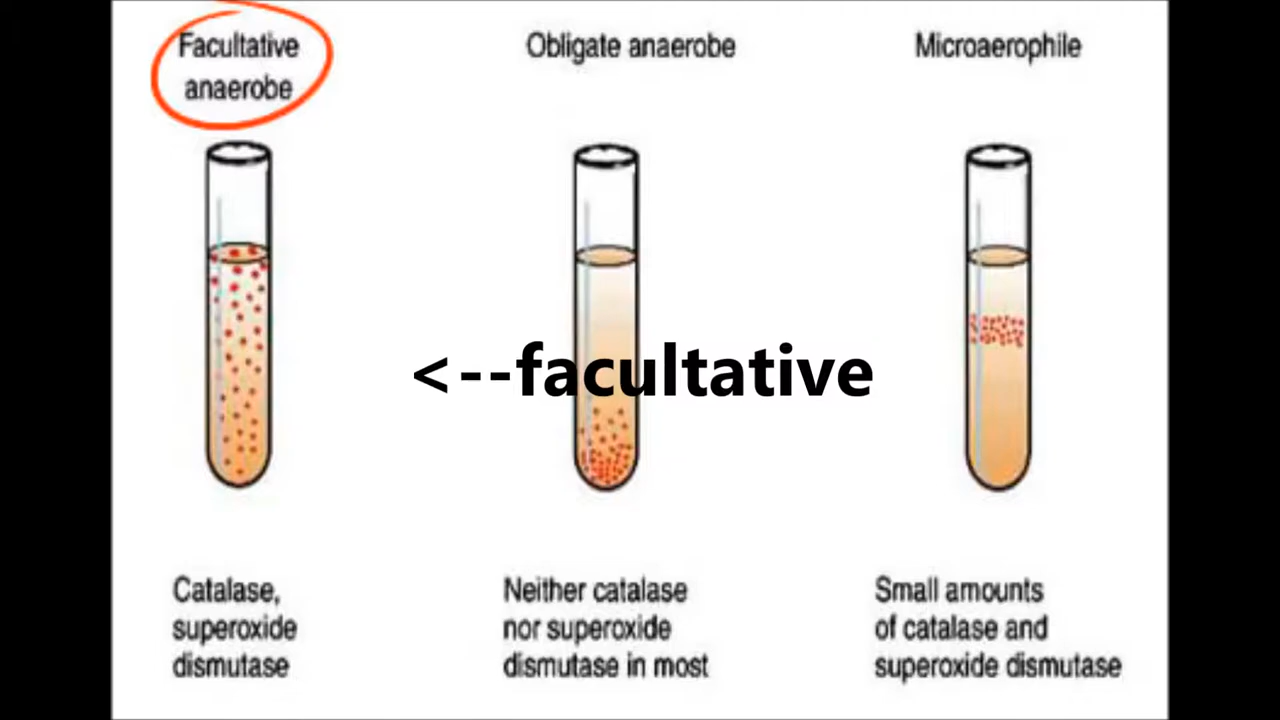 Facultative
anaerobe
Obligate anaerobe
Microaerophile
<--facultative
Catalase,
superoxide
dismutase
Neither catalase
nor superoxide
dismutase in most
Small amounts
of catalase and
superoxide dismutase